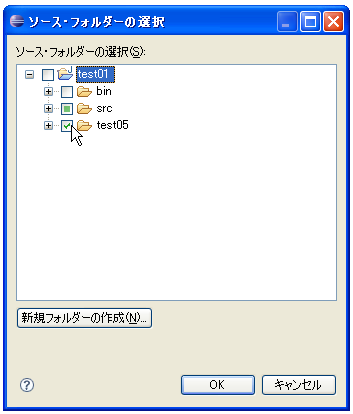 ソース・フォルダーの選択
ソース・フォルダーの選択(S):
test01
bin
src
test05
新規フォルダーの作成(N)...
OK
キャンセル